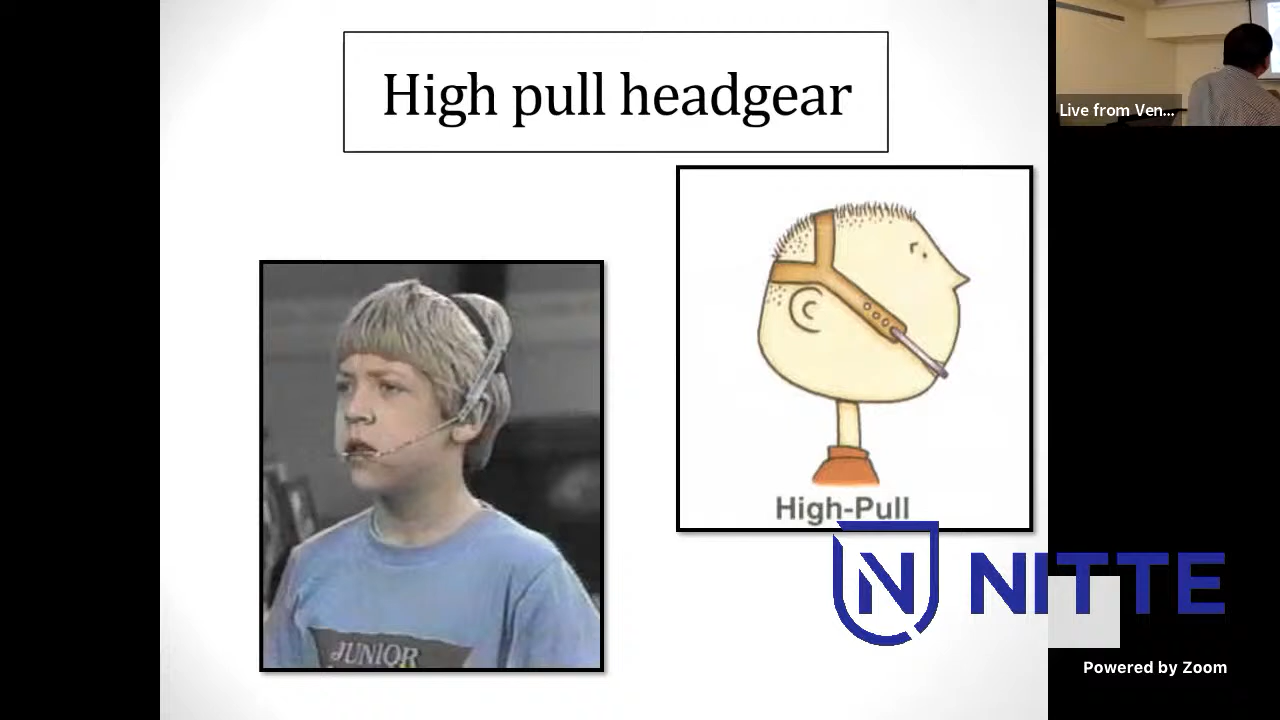 High pull headgear
Live from Ven...
High-Pull
JUNIOR
N NITTE
Powered by Zoom